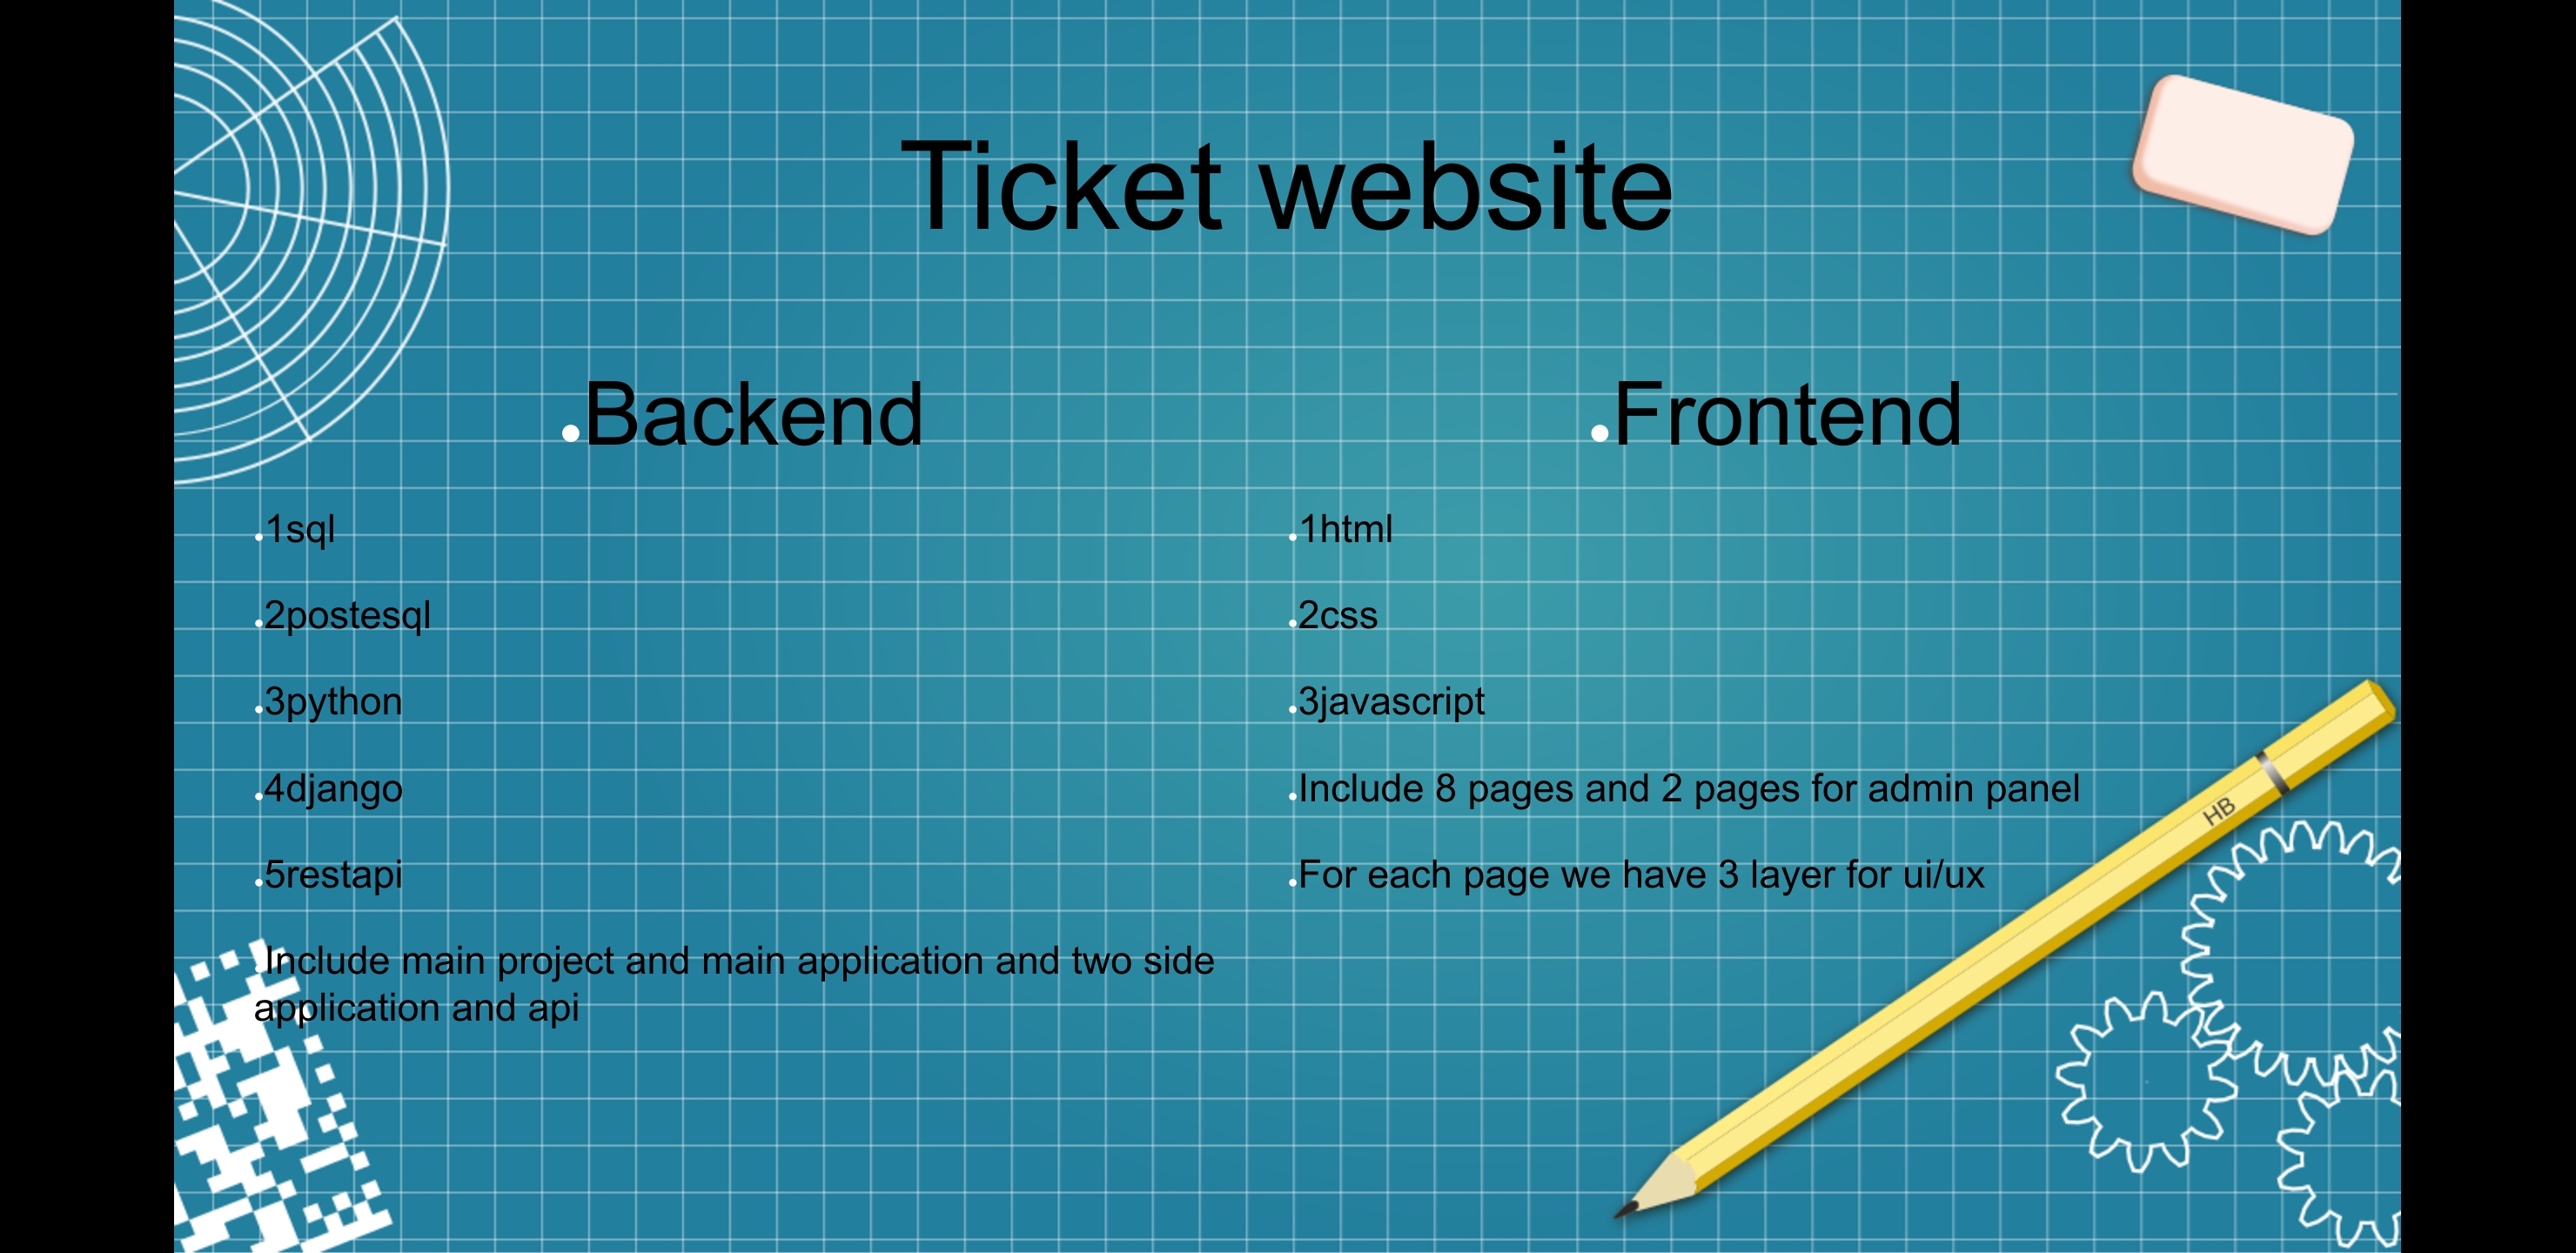 Ticket website
Backend
1sql
2postesql
3python
4django
5restapi
Include main project and main application and two side
application and api
Frontend
1html
2css
3javascript
Include 8 pages and 2 pages for admin panel
For each page we have 3 layer for ui/ux
HB